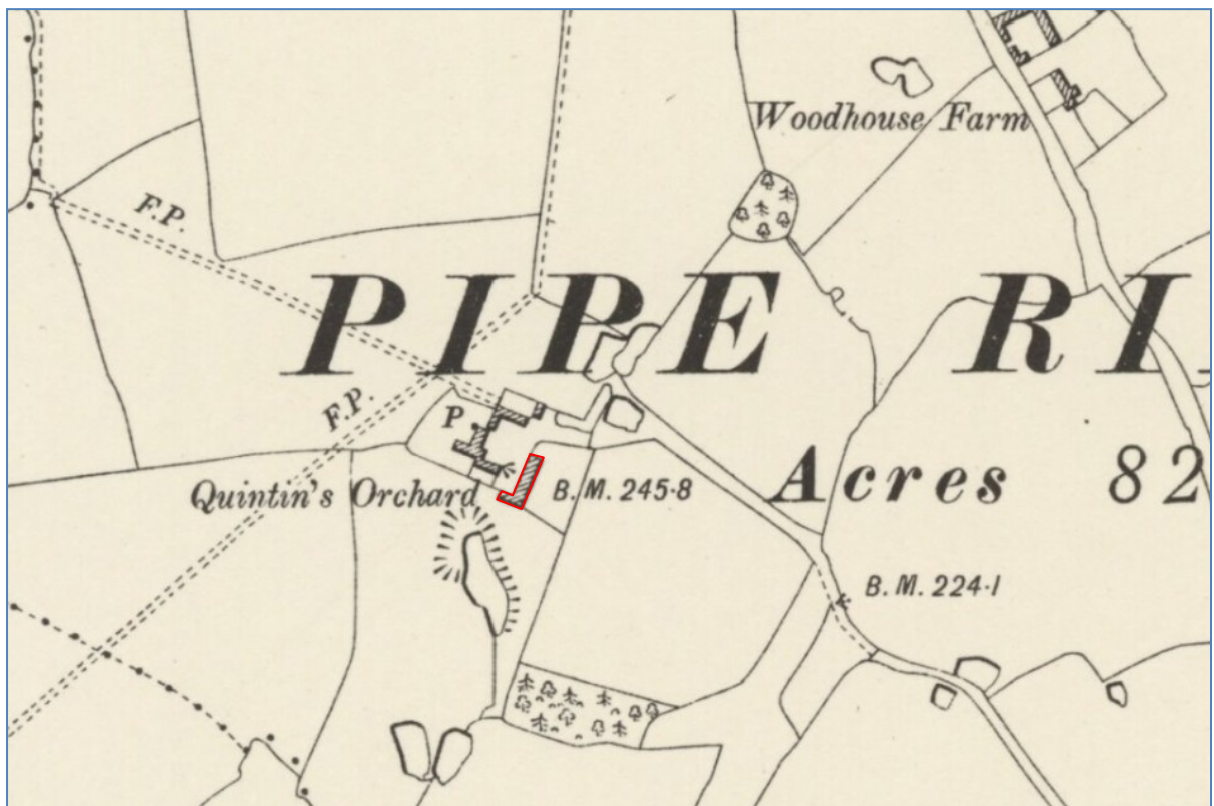 Woodhouse Farm
F.P.
PIPE RI
F.P.
P
Acres 82
Quintin's Orchard
B.M. 245·8
B.M. 224·1